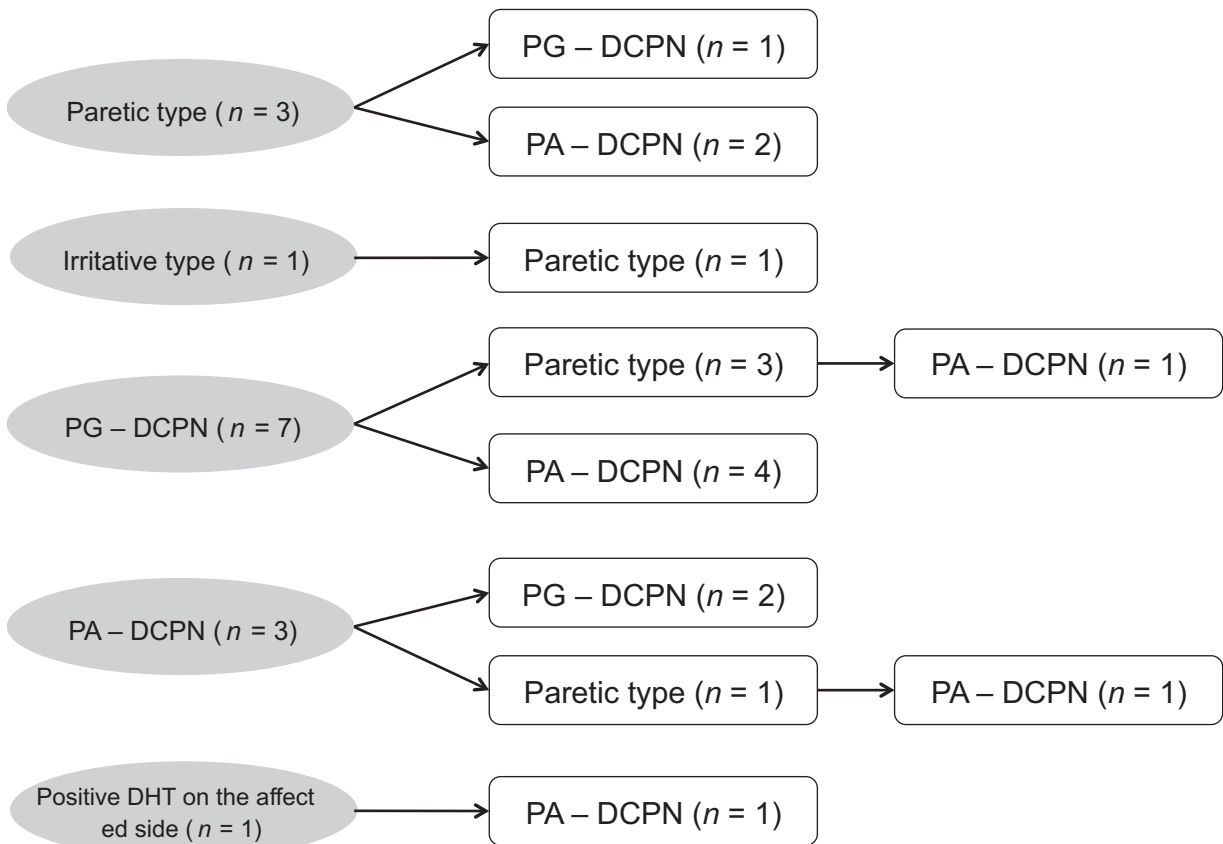 PG – DCPN (n = 1)
Paretic type ( n = 3)
PA – DCPN (n = 2)
Irritative type ( n = 1)
Paretic type (n = 1)
Paretic type (n = 3)
PA – DCPN (n = 1)
PG – DCPN ( n = 7)
PA – DCPN (n = 4)
PG – DCPN (n = 2)
PA – DCPN ( n = 3)
Paretic type (n = 1)
PA – DCPN (n = 1)
Positive DHT on the affect
ed side ( n = 1)
PA – DCPN (n = 1)